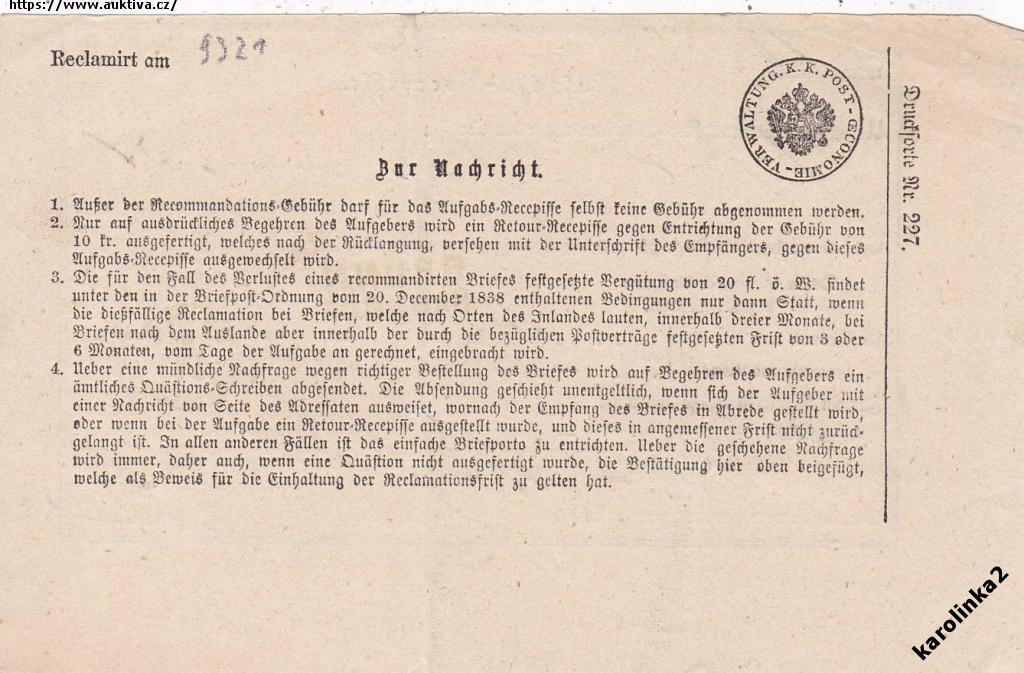 https://www.auktiva.cz/
Reclamirt am 9321
VERWALTUNG. K. K. POST - ŒCONOMIE -
Drucksorte Nr. 227.
Zur Nachricht.
1. Außer der Recommandations-Gebühr darf für das Aufgabs-Recepisse selbst keine Gebühr abgenommen werden.
2. Nur auf ausdrückliches Begehren des Aufgebers wird ein Retour-Recepisse gegen Entrichtung der Gebühr von
10 kr. ausgefertigt, welches nach der Rücklangung, versehen mit der Unterschrift des Empfängers, gegen dieses
Aufgabs-Recepisse ausgewechselt wird.
3. Die für den Fall des Verlustes eines recommandirten Briefes festgesetzte Vergütung von 20 fl. ö. W. findet
unter den in der Briefpost-Ordnung vom 20. December 1838 enthaltenen Bedingungen nur dann Statt, wenn
die dießfällige Reclamation bei Briefen, welche nach Orten des Inlandes lauten, innerhalb dreier Monate, bei
Briefen nach dem Auslande aber innerhalb der durch die bezüglichen Postverträge festgesetzten Frist von 3 oder
6 Monaten, vom Tage der Aufgabe an gerechnet, eingebracht wird.
4. Ueber eine mündliche Nachfrage wegen richtiger Bestellung des Briefes wird auf Begehren des Aufgebers ein
ämtliches Quästions-Schreiben abgesendet. Die Absendung geschieht unentgeltlich, wenn sich der Aufgeber mit
einer Nachricht von Seite des Adressaten ausweiset, wornach der Empfang des Briefes in Abrede gestellt wird,
oder wenn bei der Aufgabe ein Retour-Recepisse ausgestellt wurde, und dieses in angemessener Frist nicht zurück-
gelangt ist. In allen anderen Fällen ist das einfache Briefporto zu entrichten. Ueber die geschehene Nachfrage
wird immer, daher auch, wenn eine Quästion nicht ausgefertigt wurde, die Bestätigung hier oben beigefügt,
welche als Beweis für die Einhaltung der Reclamationsfrist zu gelten hat.
karolinka2